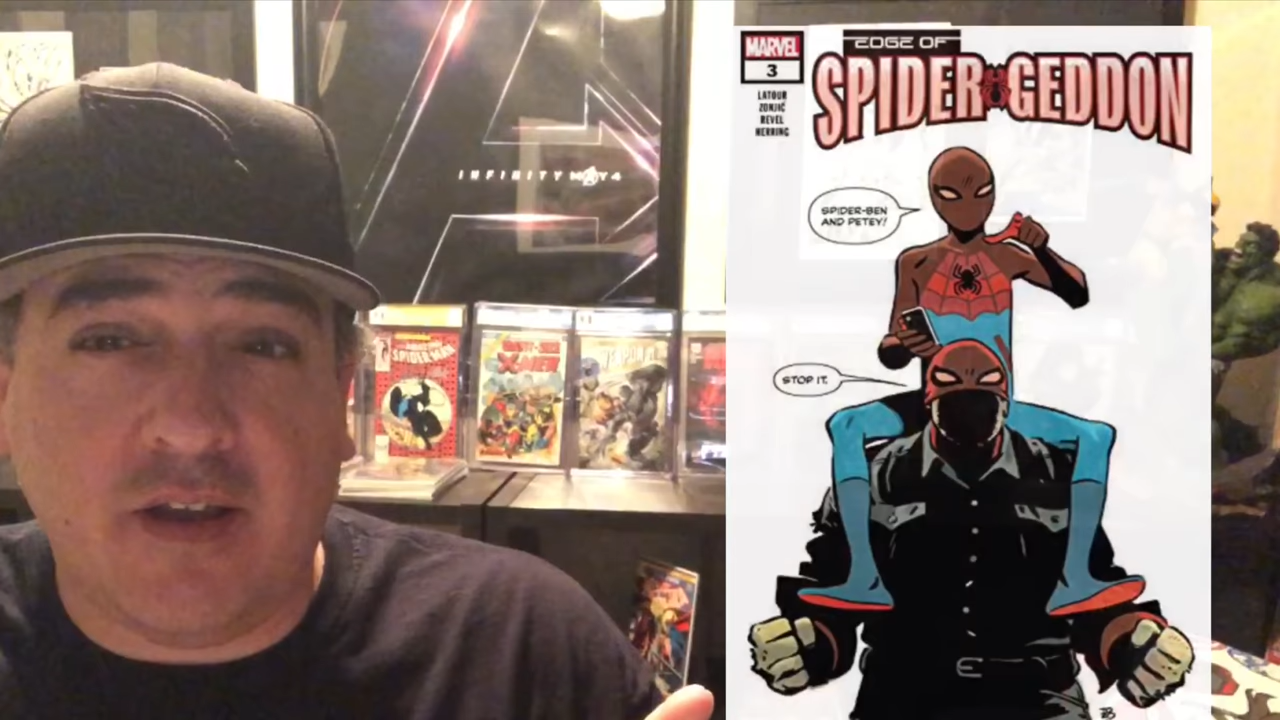 INFINITY
SPIDER-MAN
X-MEN
MARVEL
3
LATOUR
ZONJIĆ
REVEL
HERRING
EDGE OF
SPIDER GEDDON
SPIDER-BEN
AND PETEY!
STOP IT.